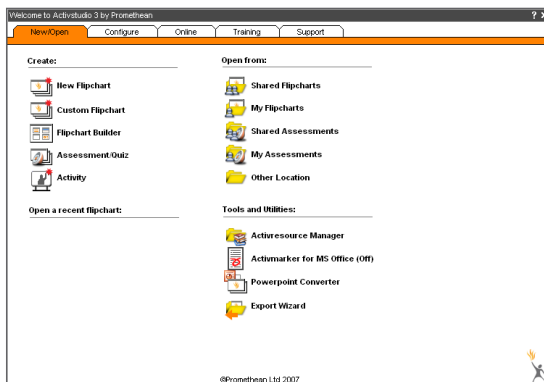 Welcome to Activstudio 3 by Promethean
New/Open Configure Online Training Support
Create:
New Flipchart
Custom Flipchart
Flipchart Builder
Assessment/Quiz
Activity
Open a recent flipchart:
Open from:
Shared Flipcharts
My Flipcharts
Shared Assessments
My Assessments
Other Location
Tools and Utilities:
Activresource Manager
Activmarker for MS Office (Off)
Powerpoint Converter
Export Wizard
©Promethean Ltd 2007